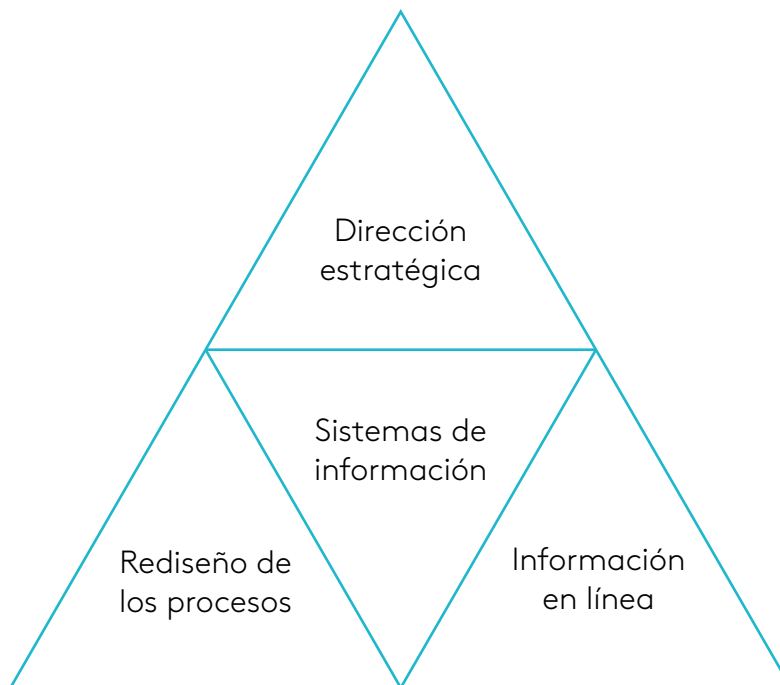 Dirección
estratégica
Sistemas de
información
Rediseño de
los procesos
Información
en línea